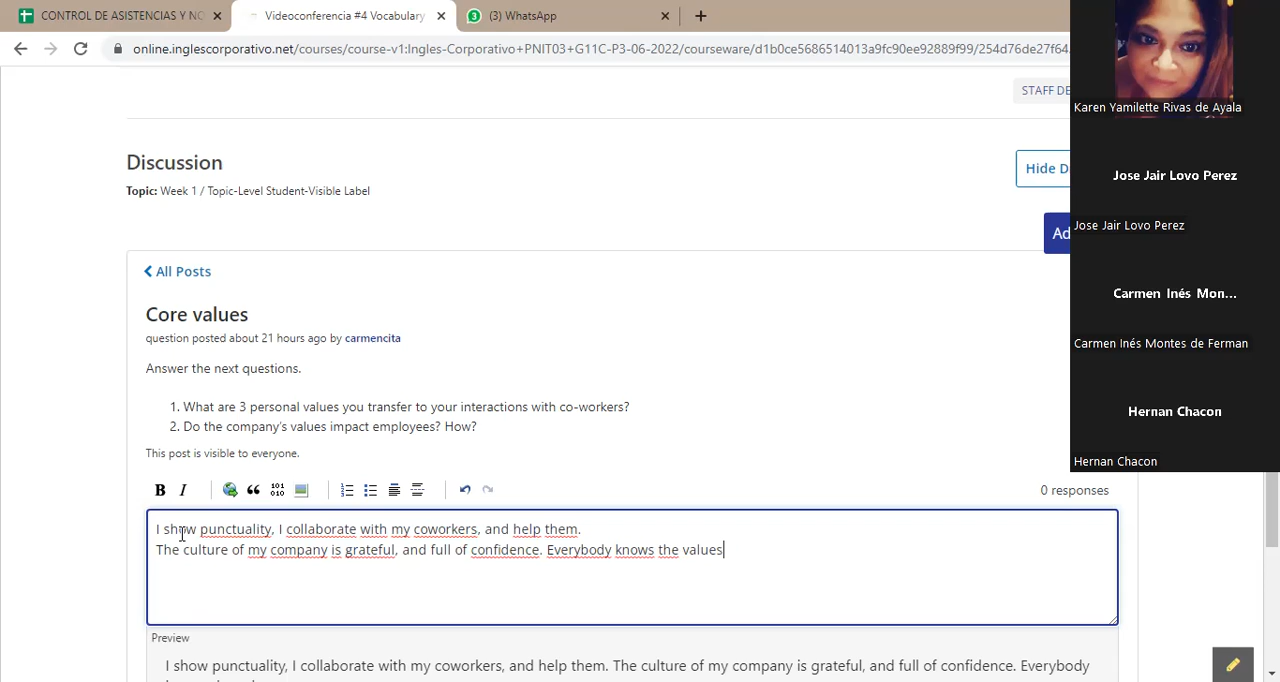 CONTROL DE ASISTENCIAS Y NO
Videoconferencia #4 Vocabulary
(3) WhatsApp
online.inglescorporativo.net/courses/course-v1:Ingles-Corporativo+PNIT03+G11C-P3-06-2022/courseware/d1b0ce5686514013a9fc90ee92889f99/254d76de27f64
STAFF DE
Karen Yamilette Rivas de Ayala
Discussion
Topic: Week 1 / Topic-Level Student-Visible Label
Hide D
Jose Jair Lovo Perez
Jose Jair Lovo Perez
Ad
All Posts
Carmen Inés Mon...
Core values
question posted about 21 hours ago by carmencita
Carmen Inés Montes de Ferman
Answer the next questions.
1. What are 3 personal values you transfer to your interactions with co-workers?
2. Do the company's values impact employees? How?
Hernan Chacon
This post is visible to everyone.
Hernan Chacon
B I
0 responses
I show punctuality, I collaborate with my coworkers, and help them.
The culture of my company is grateful, and full of confidence. Everybody knows the values
Preview
I show punctuality, I collaborate with my coworkers, and help them. The culture of my company is grateful, and full of confidence. Everybody